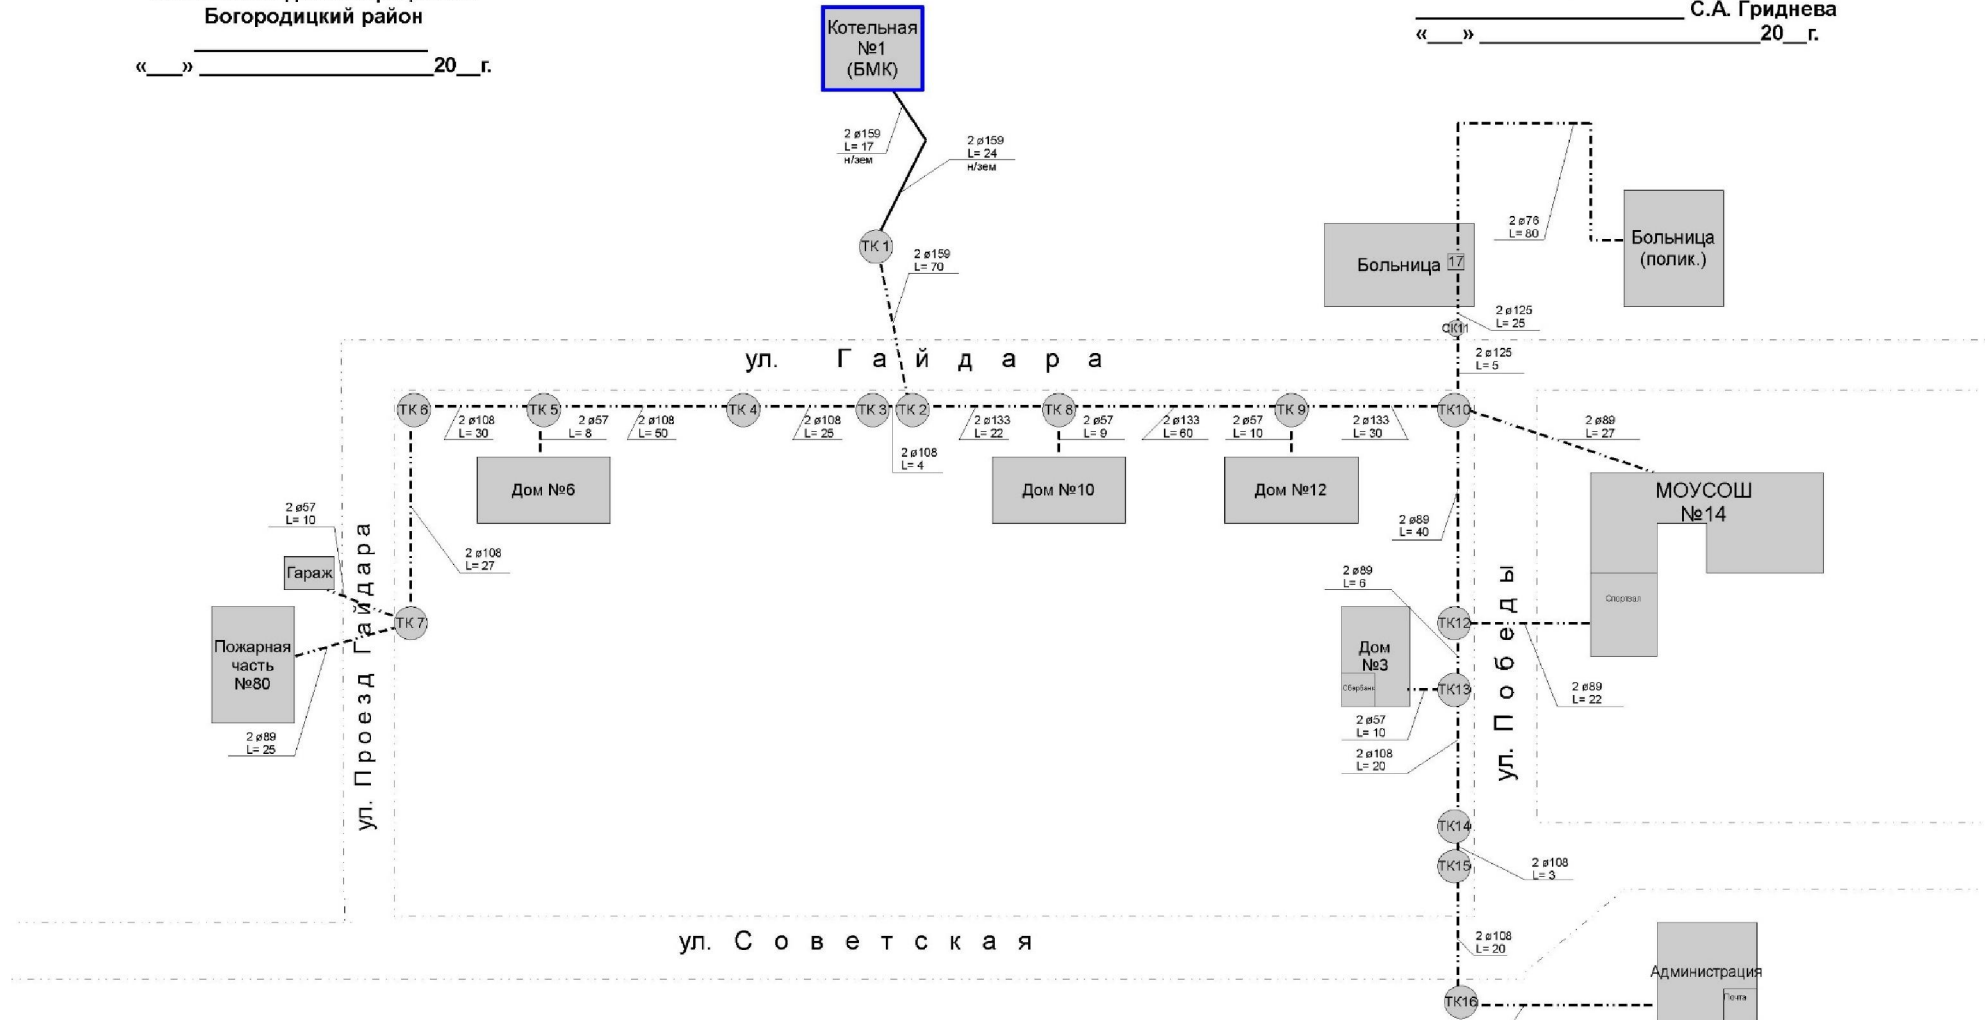 Богородицкий район
«___» ____________________20__г.
____________________ С.А. Гриднева
«___» ____________________20__г.
Котельная
№1
(БМК)
2 ø159
L= 17
н/зем
2 ø159
L= 24
н/зем
ТК 1
2 ø159
L= 70
2 ø76
L= 80
Больница
(полик.)
Больница
17
2 ø125
L= 25
СК11
2 ø125
L= 5
ул. Гайдара
ТК 6
2 ø108
L= 30
ТК 5
2 ø57
L= 8
2 ø108
L= 50
ТК 4
2 ø108
L= 25
ТК 3
ТК 2
2 ø108
L= 4
2 ø133
L= 22
ТК 8
2 ø57
L= 9
2 ø133
L= 60
2 ø57
L= 10
ТК 9
2 ø133
L= 30
ТК10
2 ø89
L= 27
Дом №6
Дом №10
Дом №12
МОУСОШ
№14
Спортзал
2 ø57
L= 10
2 ø108
L= 27
2 ø89
L= 40
Гараж
ТК 7
Пожарная
часть
№80
2 ø89
L= 25
ул. Проезд Гайдара
2 ø89
L= 6
ТК12
Дом
№3
Сбербанк
ТК13
2 ø89
L= 22
2 ø57
L= 10
2 ø108
L= 20
ул. Победы
ТК14
ТК15
2 ø108
L= 3
ул. Советская
2 ø108
L= 20
Администрация
Почта
ТК16